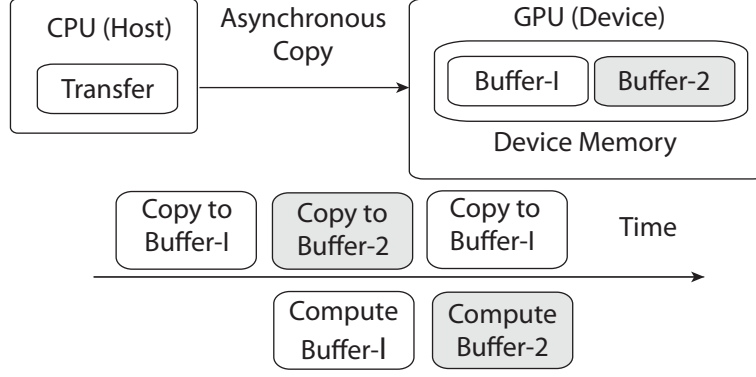 CPU (Host)
Transfer
Asynchronous
Copy
GPU (Device)
Buffer-I
Buffer-2
Device Memory
Copy to
Buffer-I
Copy to
Buffer-2
Copy to
Buffer-I
Time
Compute
Buffer-I
Compute
Buffer-2